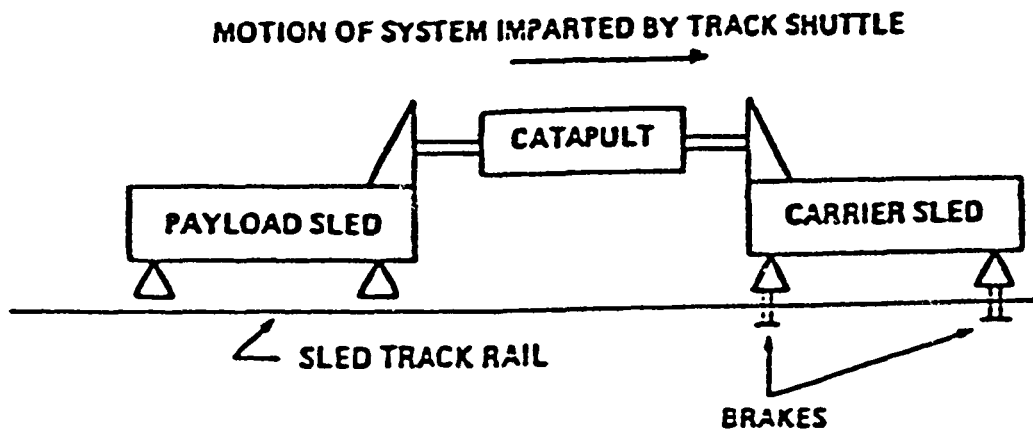 MOTION OF SYSTEM IMPARTED BY TRACK SHUTTLE
CATAPULT
PAYLOAD SLED
CARRIER SLED
SLED TRACK RAIL
BRAKES